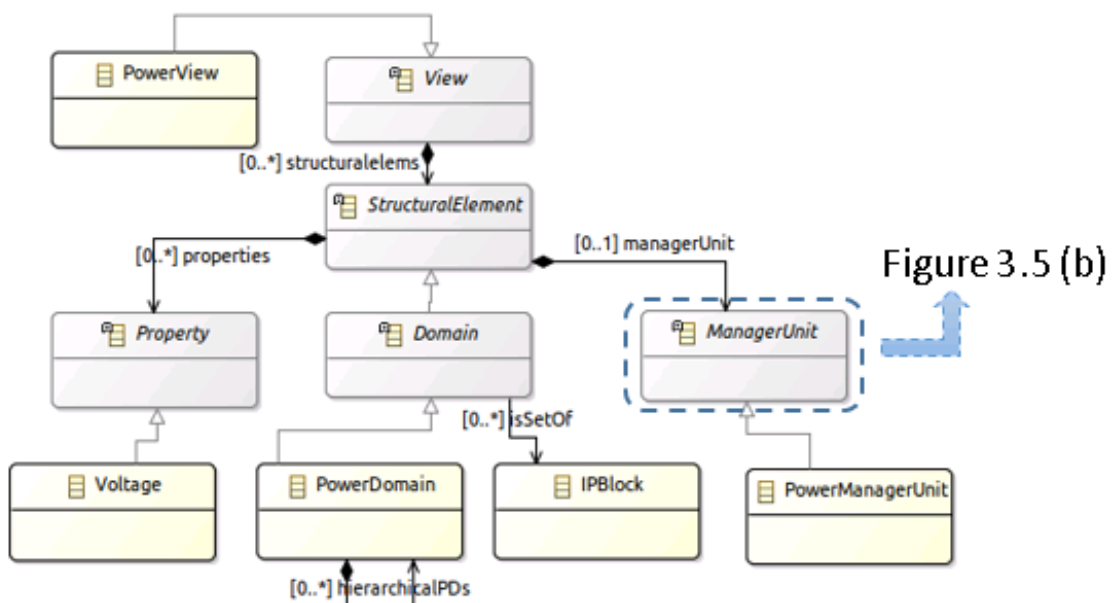 PowerView
View
[0..*] structuralelems
StructuralElement
[0..*] properties
[0..1] managerUnit
Figure 3.5 (b)
Property
Domain
ManagerUnit
[0..*] isSetOf
Voltage
PowerDomain
IPBlock
PowerManagerUnit
[0..*] hierarchicalPDs